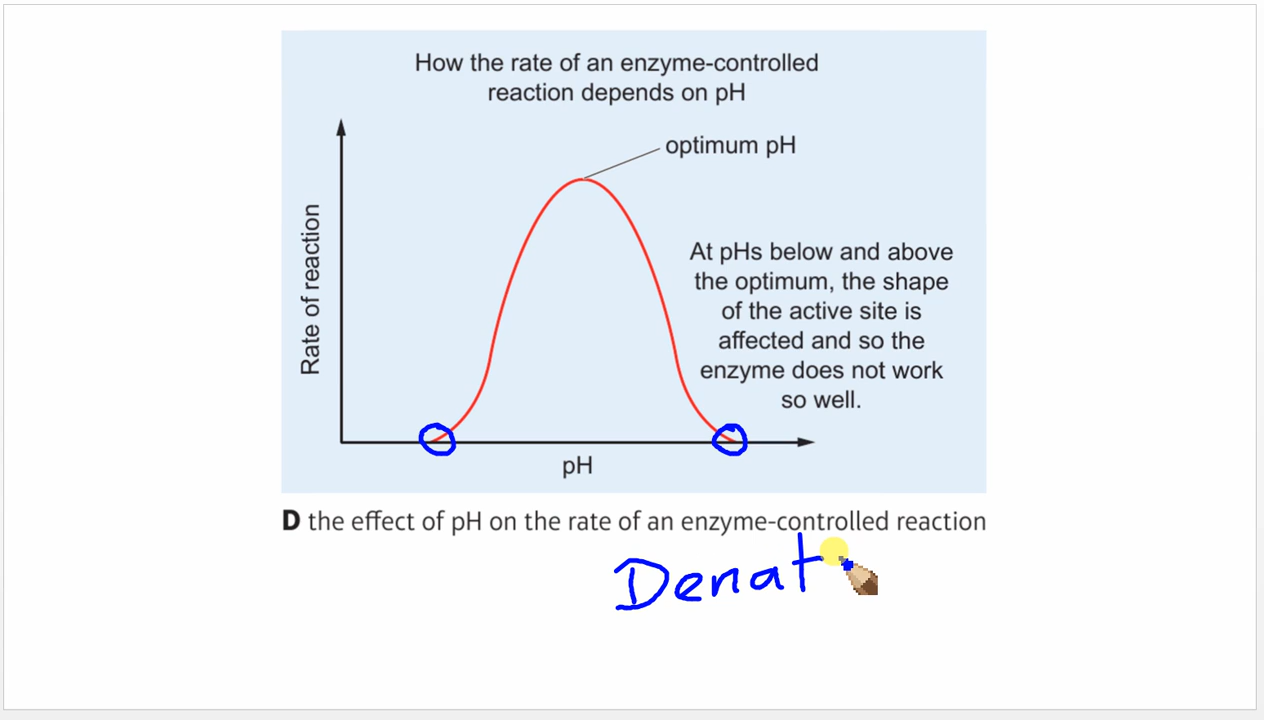 How the rate of an enzyme-controlled
reaction depends on pH
optimum pH
Rate of reaction
At pHs below and above
the optimum, the shape
of the active site is
affected and so the
enzyme does not work
so well.
pH
D the effect of pH on the rate of an enzyme-controlled reaction
Denat